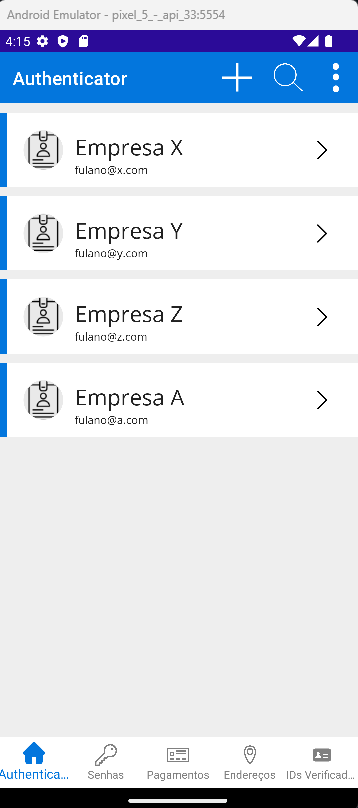 Android Emulator - pixel_5_-_api_33:5554
4:15
Authenticator
Empresa X
fulano@x.com
Empresa Y
fulano@y.com
Empresa Z
fulano@z.com
Empresa A
fulano@a.com
Authentica... Senhas Pagamentos Endereços IDs Verificad...